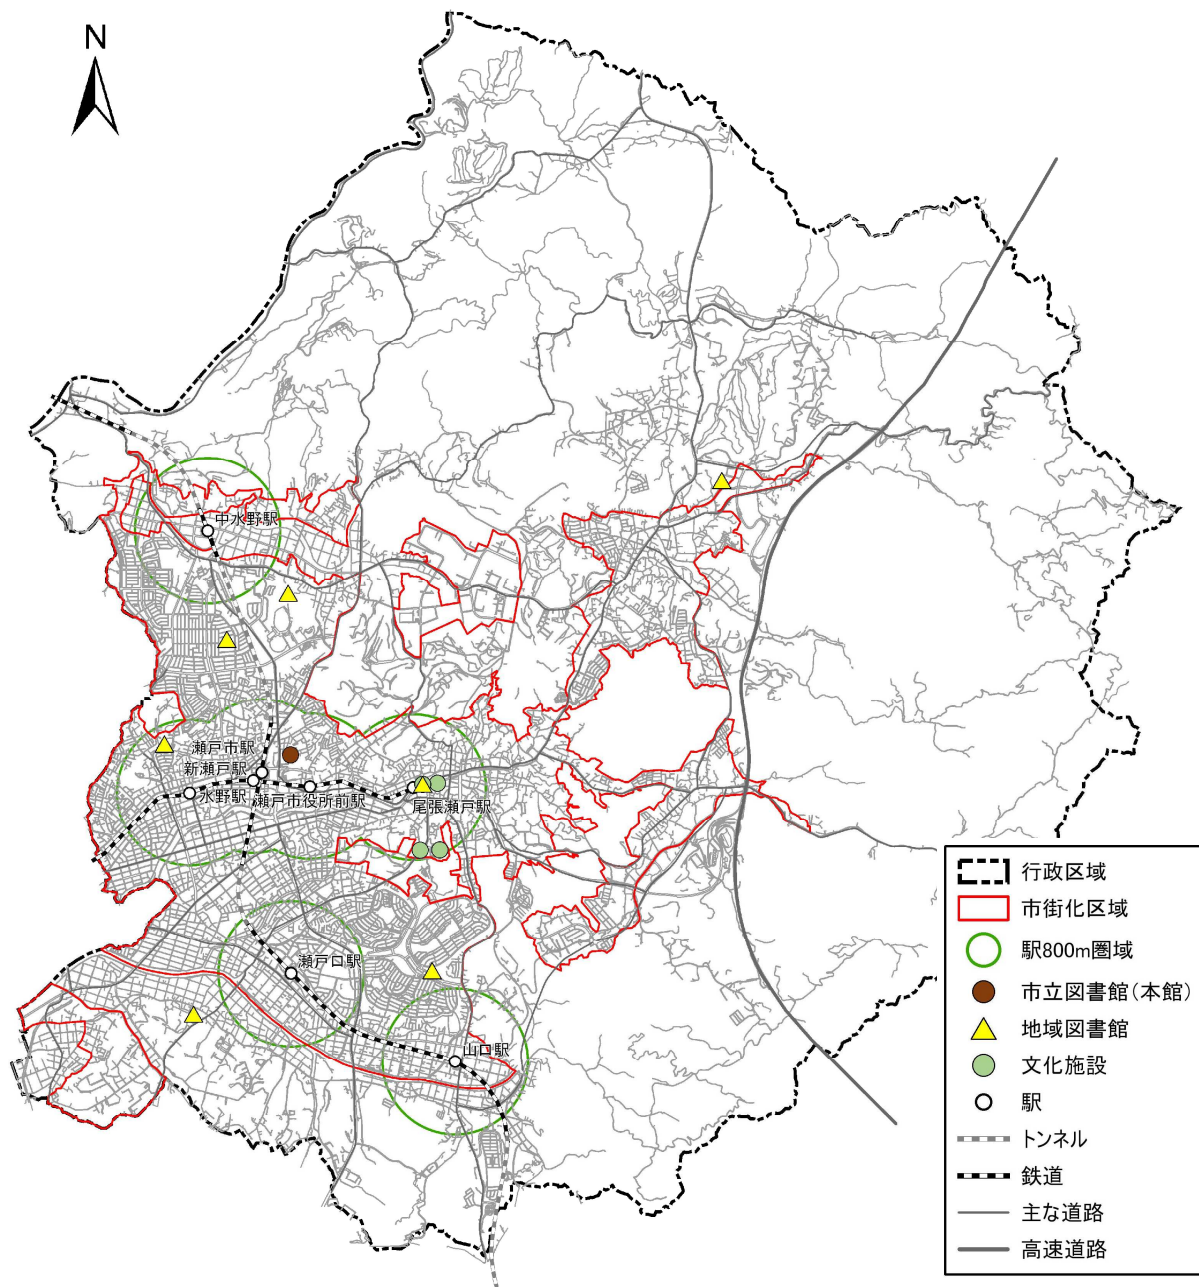 N
中水野駅
瀬戸市駅
新瀬戸駅
水野駅
瀬戸市役所前駅
尾張瀬戸駅
瀬戸口駅
山口駅
行政区域
市街化区域
駅800m圏域
市立図書館(本館)
地域図書館
文化施設
駅
トンネル
鉄道
主な道路
高速道路